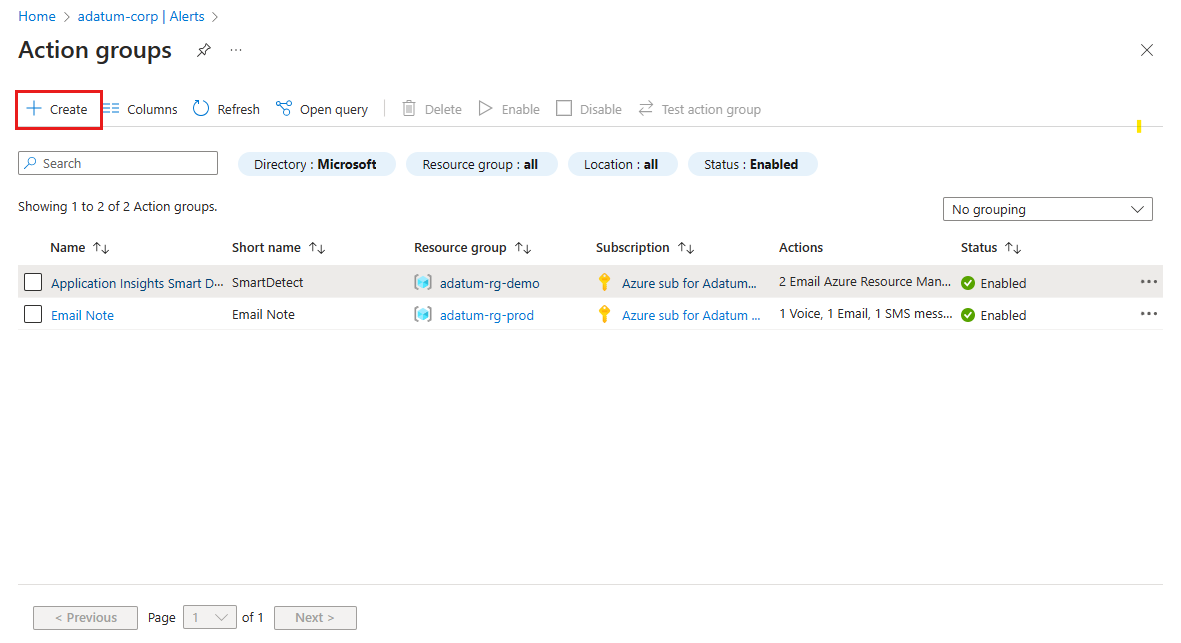 Home > adatum-corp | Alerts >
Action groups ...
+ Create Columns Refresh Open query Delete Enable Disable Test action group
Search Directory : Microsoft Resource group : all Location : all Status : Enabled
Showing 1 to 2 of 2 Action groups. No grouping
Name ↑↓ Short name ↑↓ Resource group ↑↓ Subscription ↑↓ Actions Status ↑↓
Application Insights Smart D... SmartDetect adatum-rg-demo Azure sub for Adatum... 2 Email Azure Resource Man... Enabled ...
Email Note Email Note adatum-rg-prod Azure sub for Adatum ... 1 Voice, 1 Email, 1 SMS mess... Enabled ...
< Previous Page 1 of 1 Next >